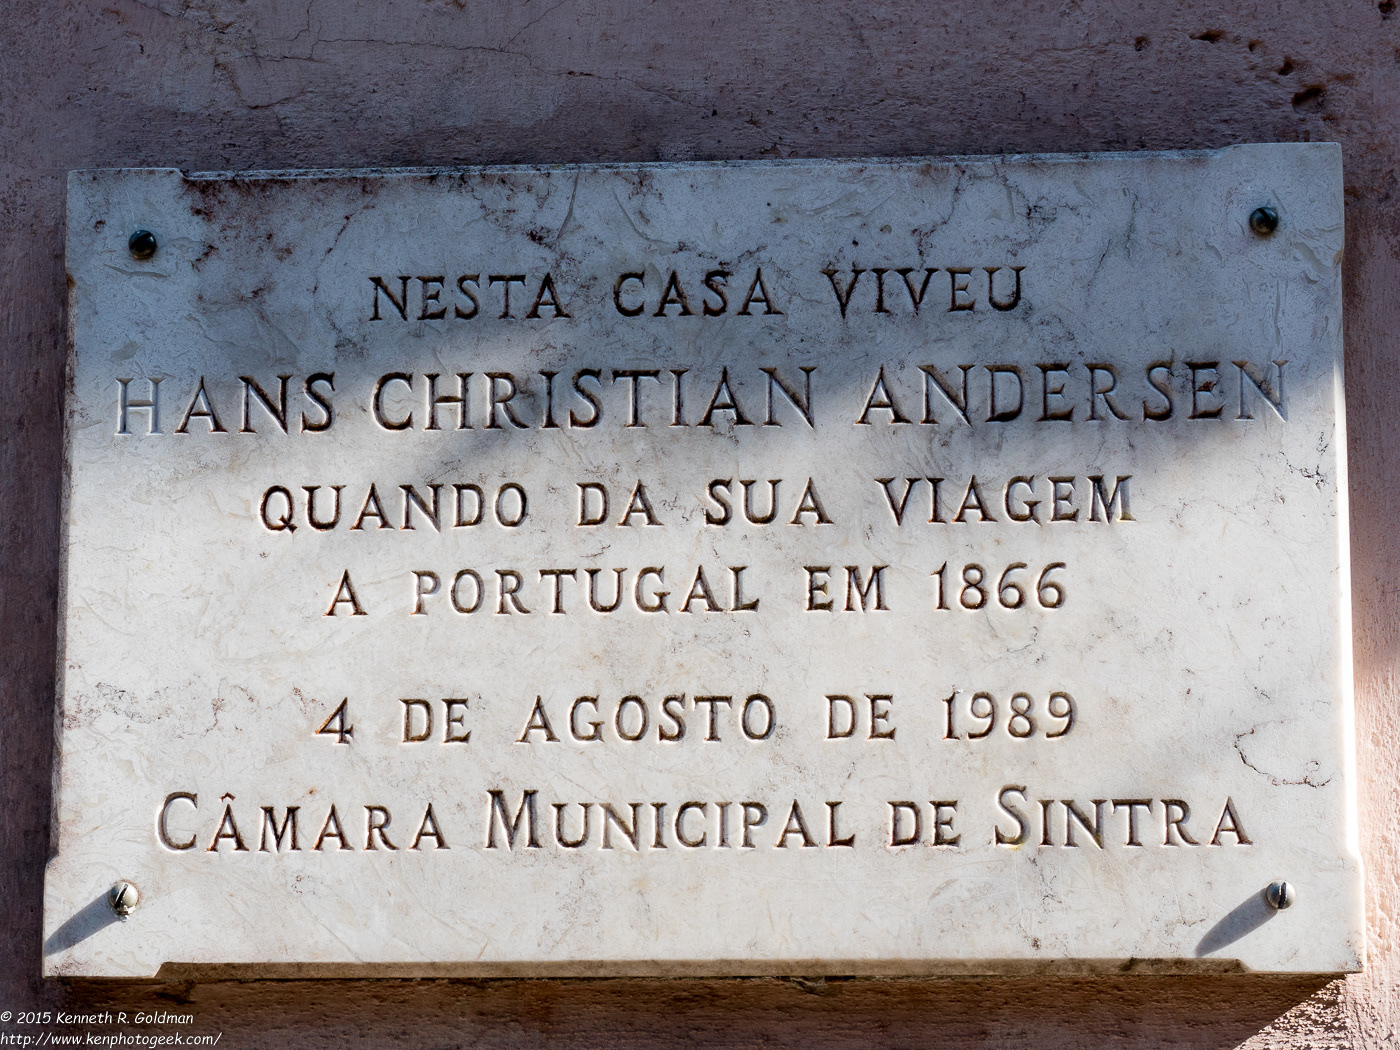 NESTA CASA VIVEU
HANS CHRISTIAN ANDERSEN
QUANDO DA SUA VIAGEM
A PORTUGAL EM 1866
4 DE AGOSTO DE 1989
CÂMARA MUNICIPAL DE SINTRA
© 2015 Kenneth R. Goldman
http://www.kenphotogeek.com/